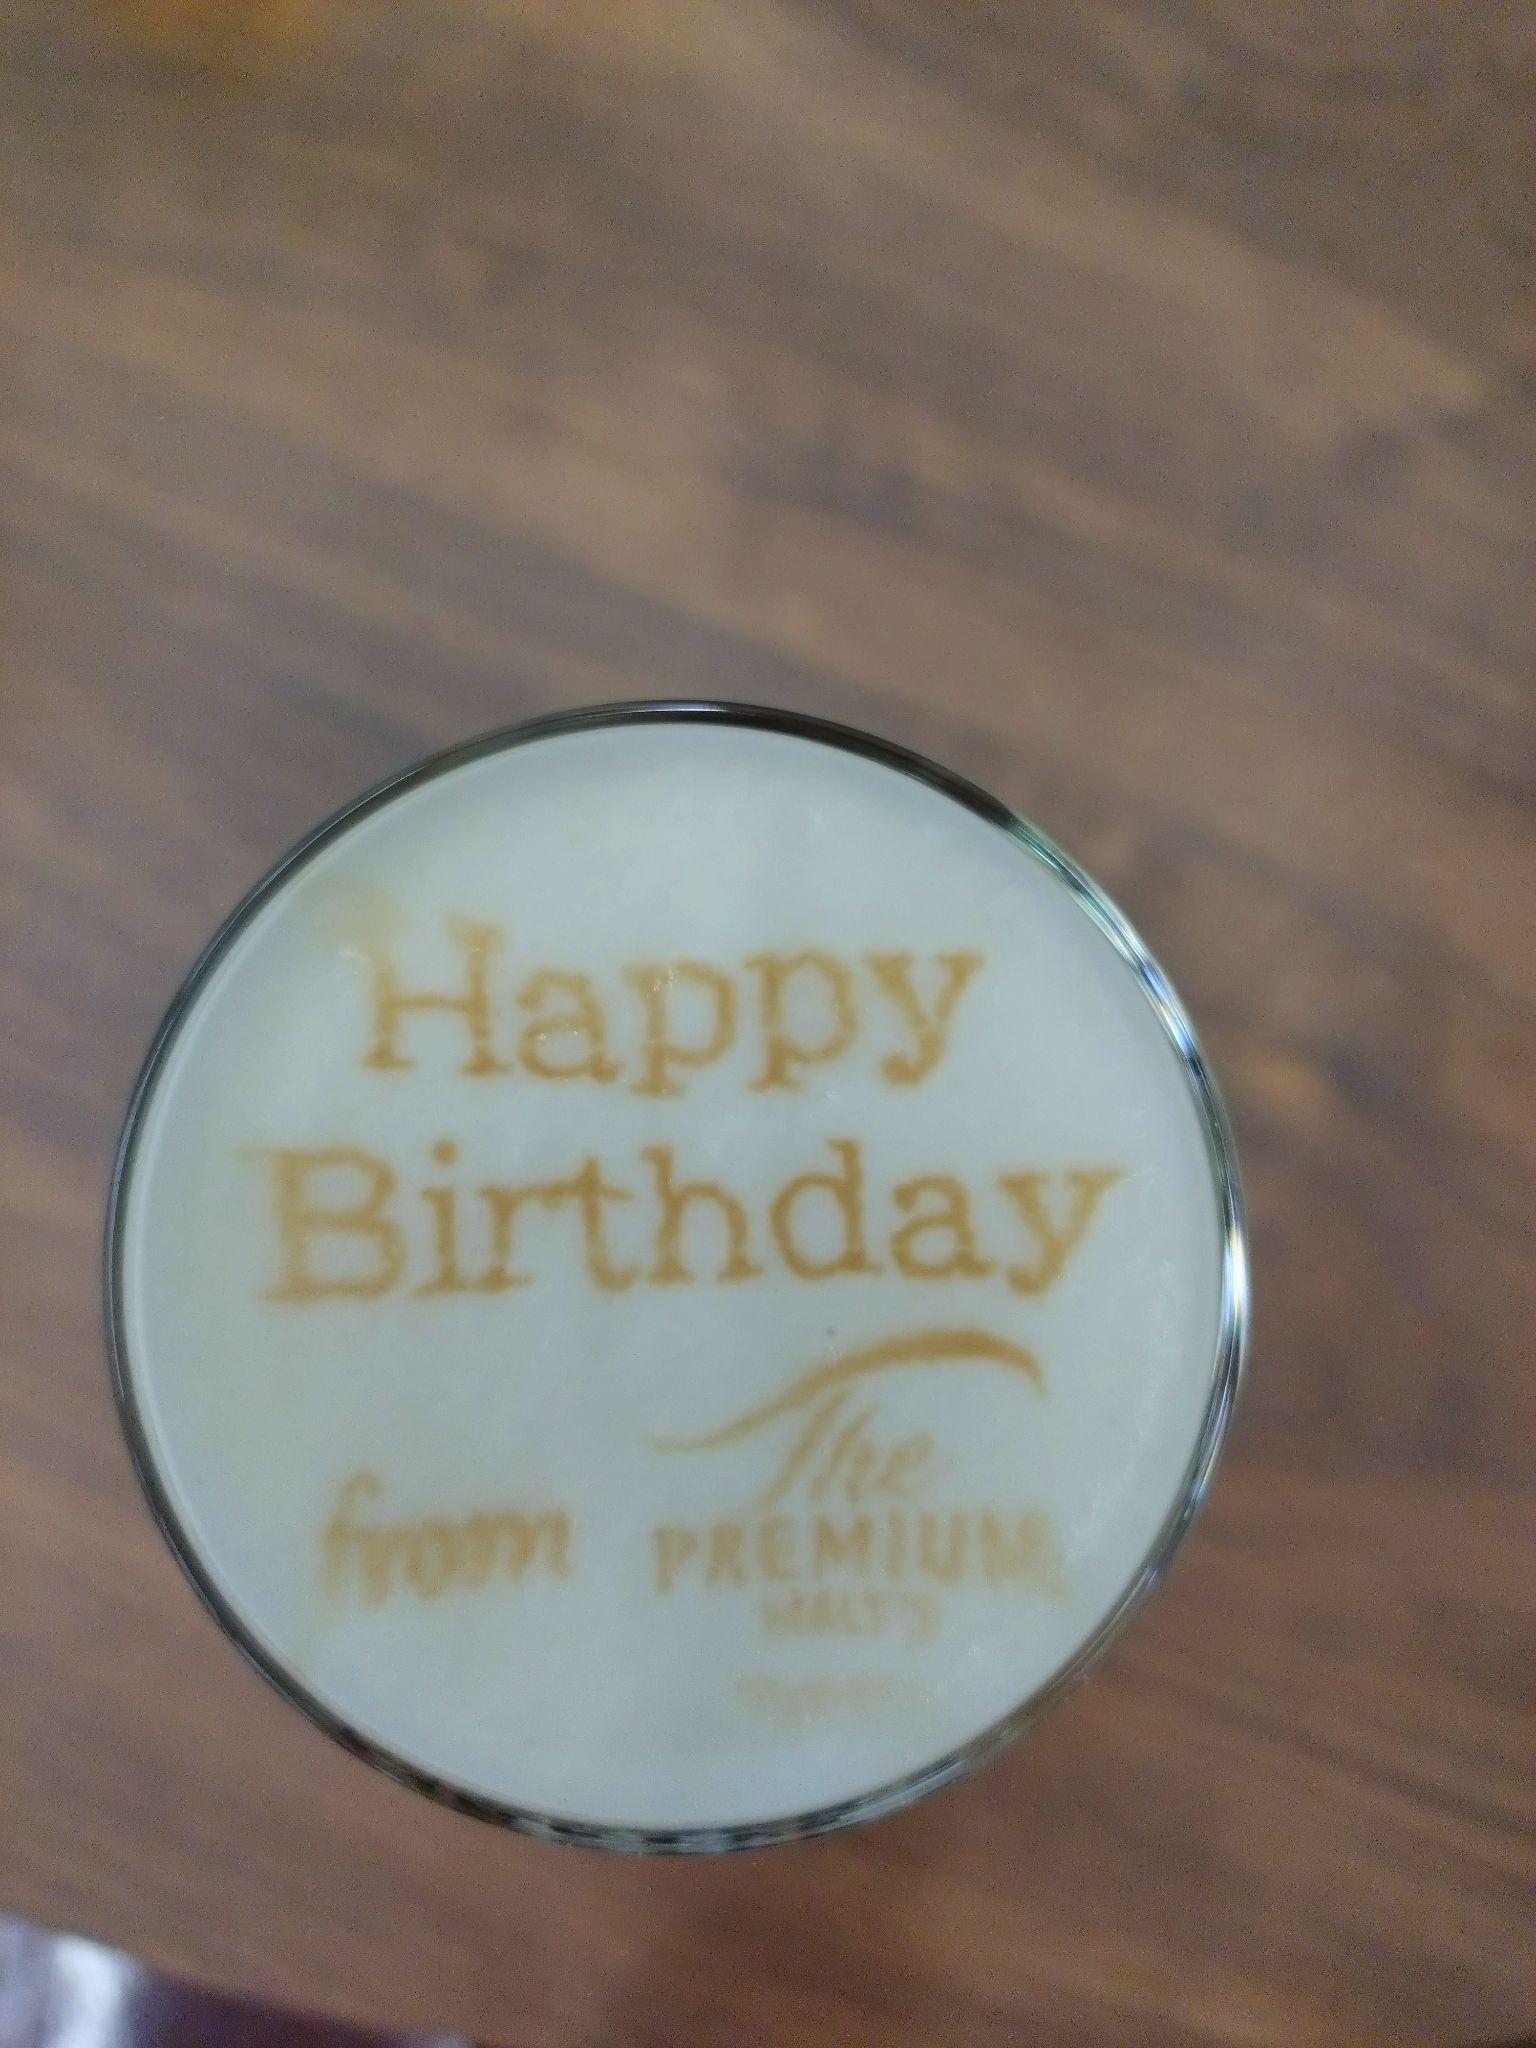 Happy
Birthday
from The
PREMIUM
MALT'S